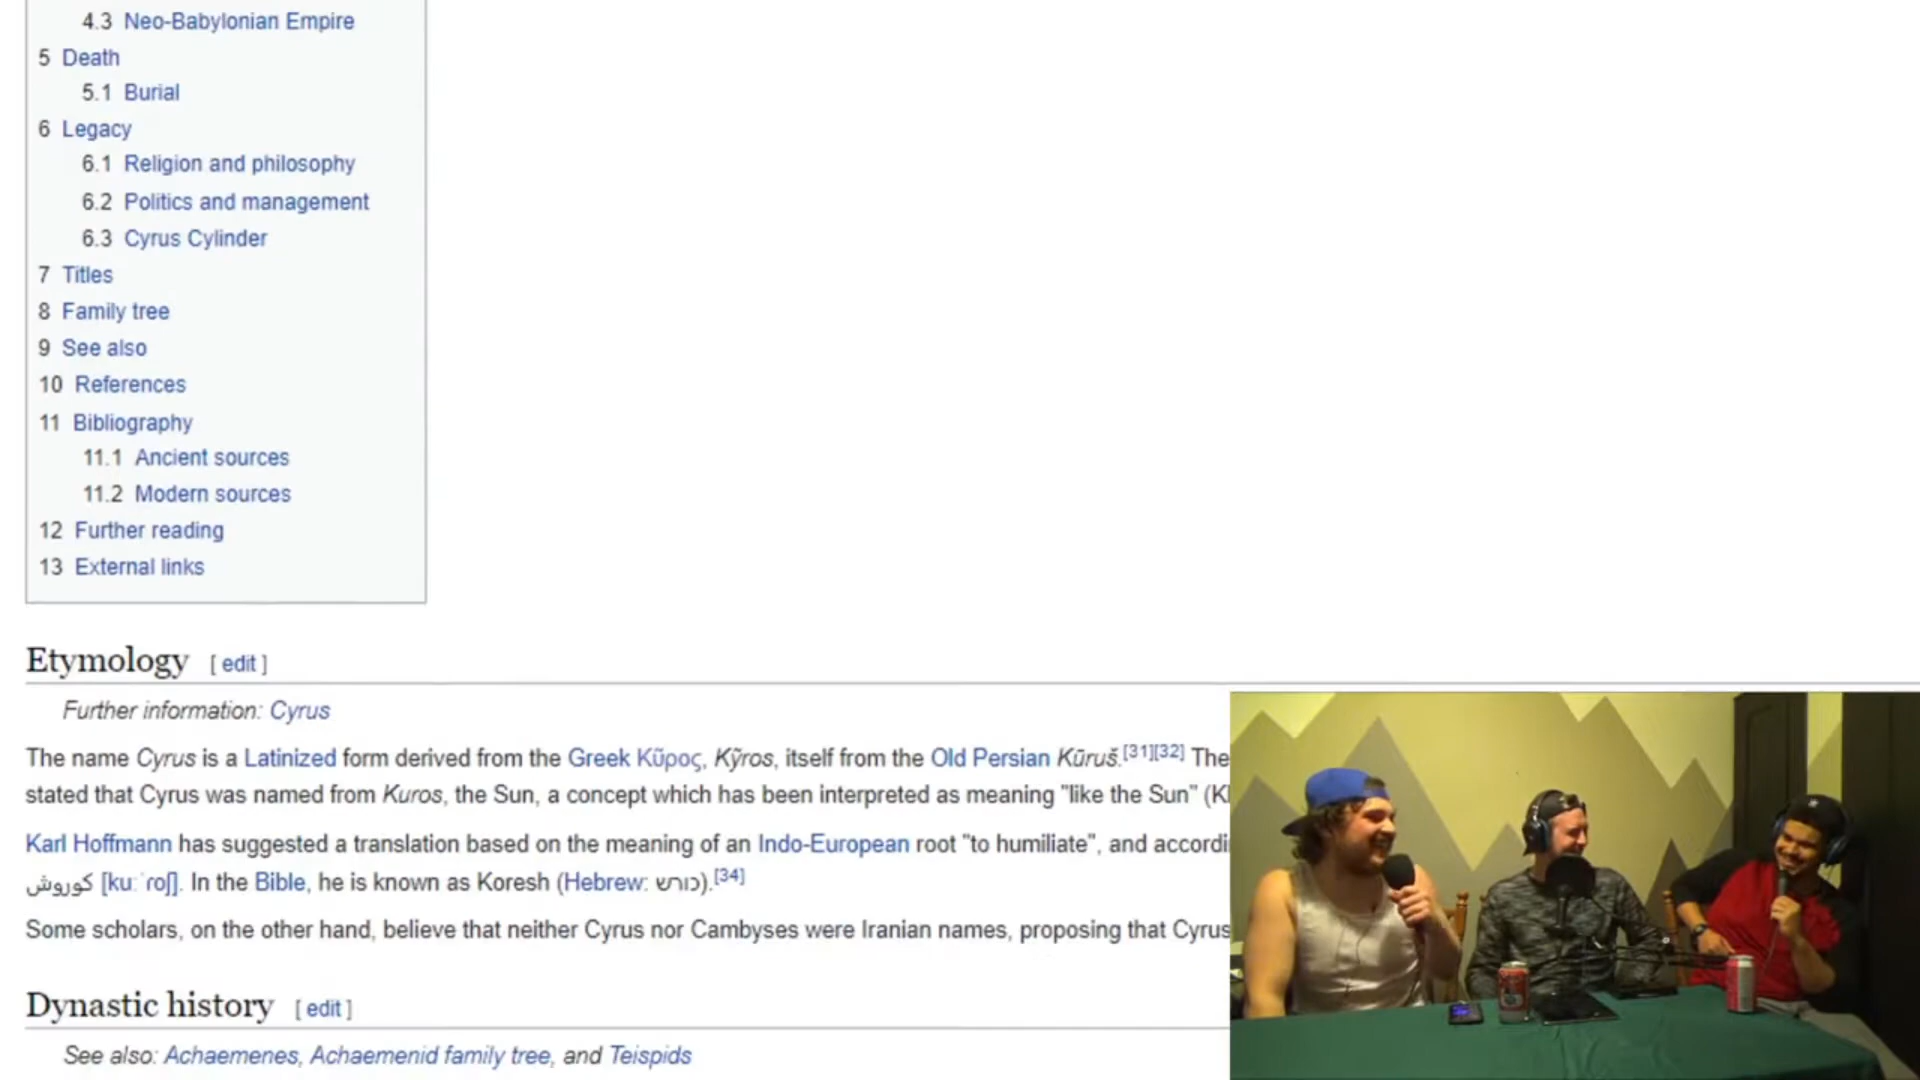 4.3 Neo-Babylonian Empire
5 Death
5.1 Burial
6 Legacy
6.1 Religion and philosophy
6.2 Politics and management
6.3 Cyrus Cylinder
7 Titles
8 Family tree
9 See also
10 References
11 Bibliography
11.1 Ancient sources
11.2 Modern sources
12 Further reading
13 External links
Etymology [ edit ]
Further information: Cyrus
The name Cyrus is a Latinized form derived from the Greek Κῦρος, Kỹros, itself from the Old Persian Kūruš.[31][32] The
stated that Cyrus was named from Kuros, the Sun, a concept which has been interpreted as meaning "like the Sun" (K
Karl Hoffmann has suggested a translation based on the meaning of an Indo-European root "to humiliate", and accordi
کوروش [kuːˈroʃ]. In the Bible, he is known as Koresh (Hebrew: כורש).[34]
Some scholars, on the other hand, believe that neither Cyrus nor Cambyses were Iranian names, proposing that Cyrus
Dynastic history [ edit ]
See also: Achaemenes, Achaemenid family tree, and Teispids